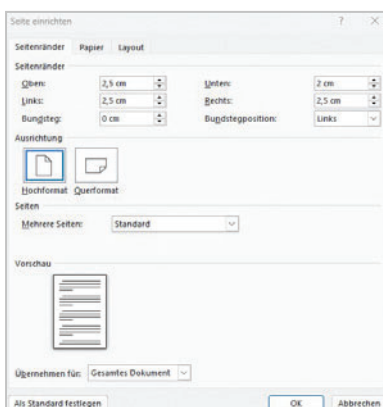 Seite einrichten ? ×
Seitenränder Papier Layout
Seitenränder
Oben: 2,5 cm Unten: 2 cm
Links: 2,5 cm Rechts: 2,5 cm
Bundsteg: 0 cm Bundstegposition: Links
Ausrichtung
Hochformat Querformat
Seiten
Mehrere Seiten: Standard
Vorschau
Übernehmen für: Gesamtes Dokument
Als Standard festlegen OK Abbrechen